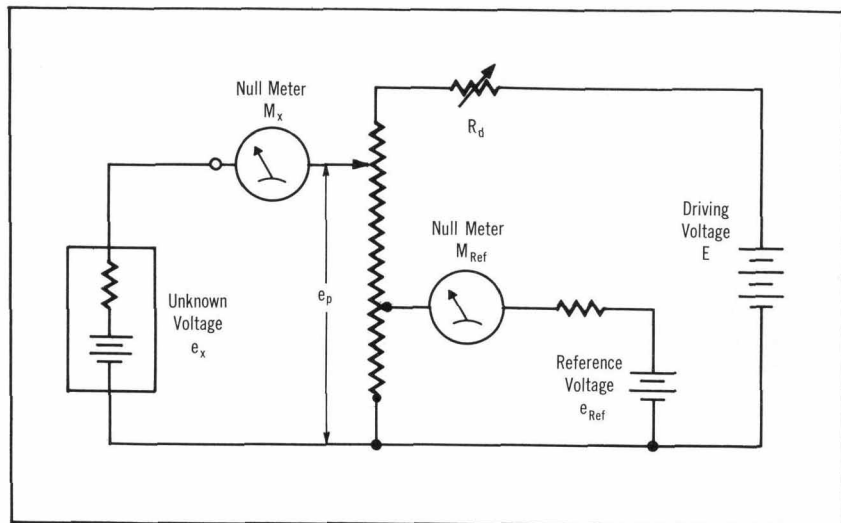 Null Meter
Mx
Rd
Null Meter
MRef
Driving
Voltage
E
ep
Unknown
Voltage
ex
Reference
Voltage
eRef